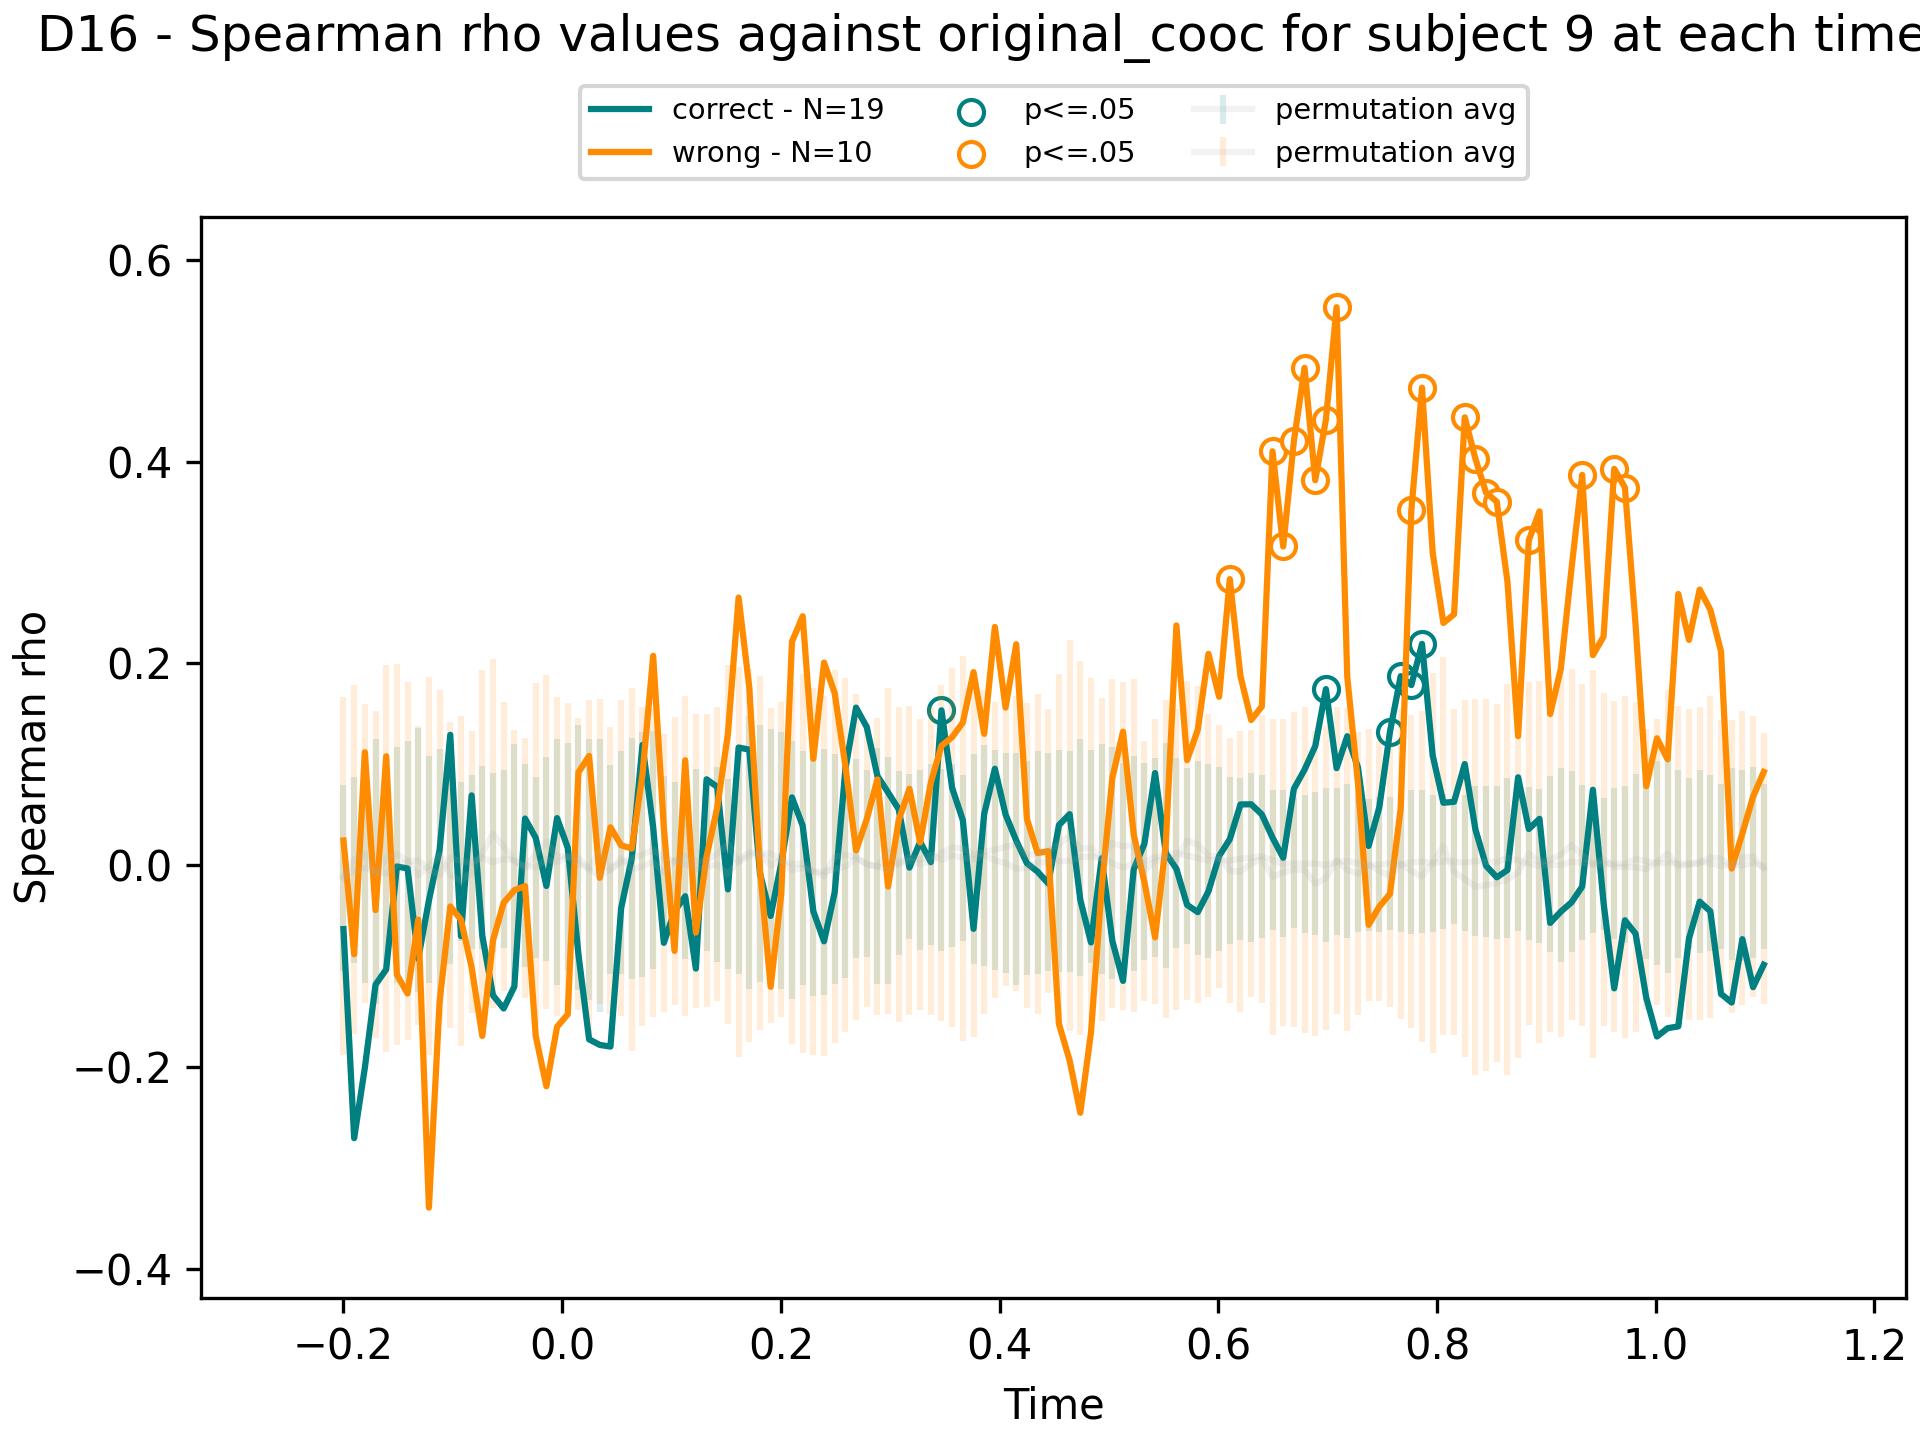 D16 - Spearman rho values against original_cooc for subject 9 at each time
correct - N=19
wrong - N=10
p<=.05
p<=.05
permutation avg
permutation avg
0.6
0.4
0.2
0.0
−0.2
−0.4
Spearman rho
−0.2 0.0 0.2 0.4 0.6 0.8 1.0 1.2
Time